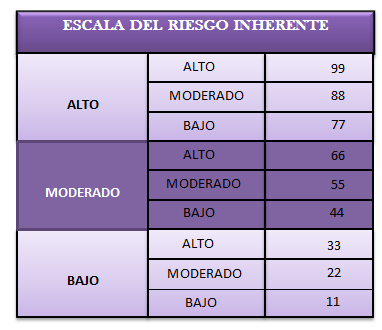 ESCALA DEL RIESGO INHERENTE
ALTO
ALTO 99
MODERADO 88
BAJO 77
MODERADO
ALTO 66
MODERADO 55
BAJO 44
BAJO
ALTO 33
MODERADO 22
BAJO 11